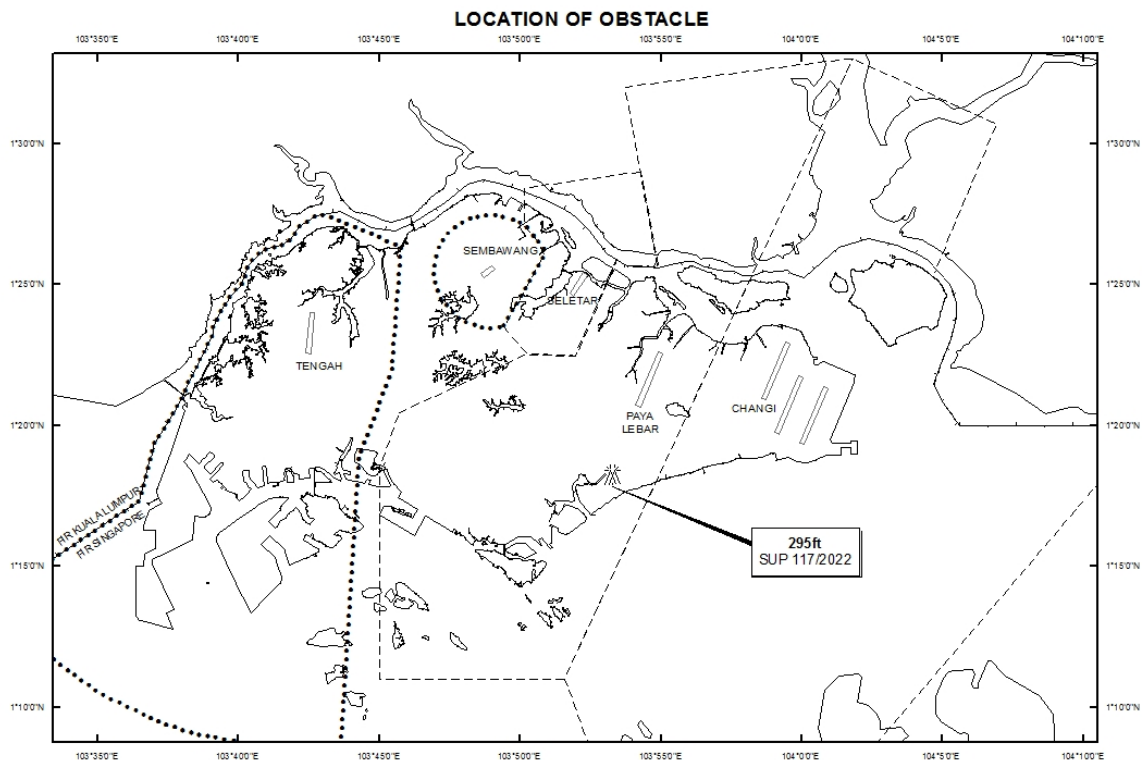 LOCATION OF OBSTACLE
103°35'0"E 103°40'0"E 103°45'0"E 103°50'0"E 103°55'0"E 104°0'0"E 104°5'0"E 104°10'0"E
1°30'0"N 1°30'0"N
SEMBAWANG
1°25'0"N 1°25'0"N
SELETAR
TENGAH
CHANGI
PAYA
LEBAR
1°20'0"N 1°20'0"N
FIR KUALA LUMPUR
FIR SINGAPORE
295ft
SUP 117/2022
1°15'0"N 1°15'0"N
1°10'0"N 1°10'0"N
103°35'0"E 103°40'0"E 103°45'0"E 103°50'0"E 103°55'0"E 104°0'0"E 104°5'0"E 104°10'0"E